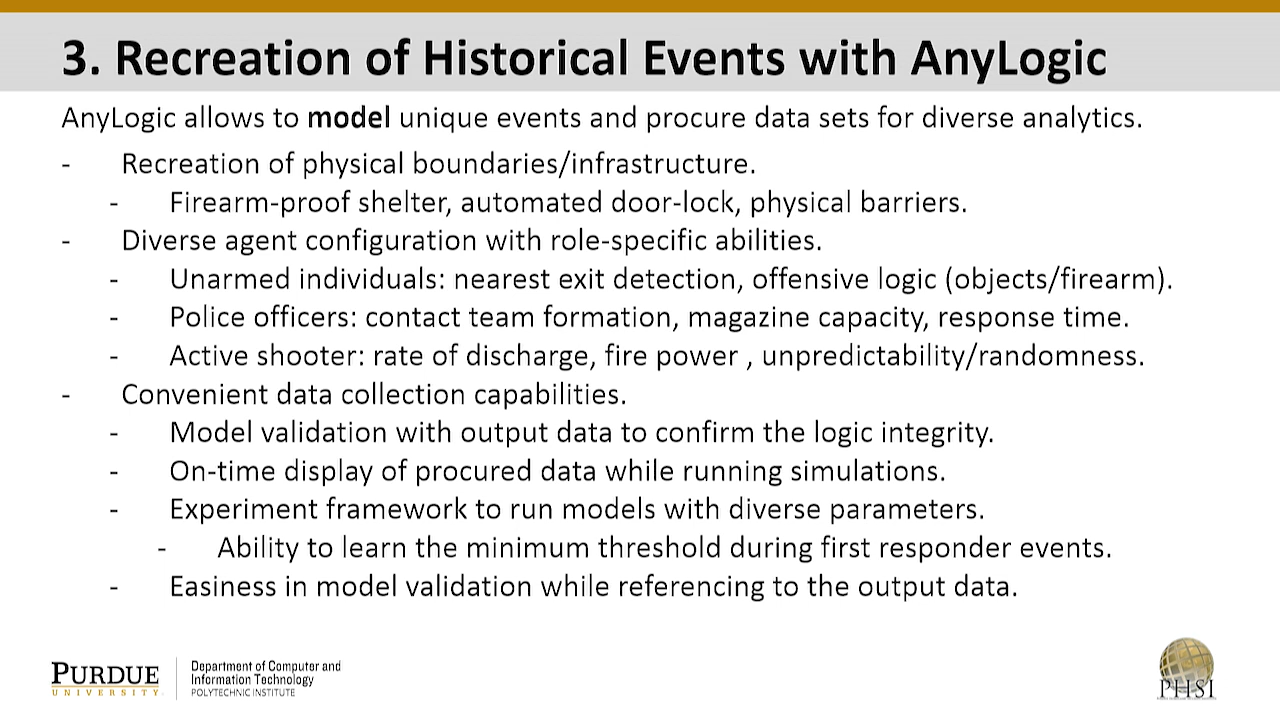 3. Recreation of Historical Events with AnyLogic
AnyLogic allows to model unique events and procure data sets for diverse analytics.
- Recreation of physical boundaries/infrastructure.
- Firearm-proof shelter, automated door-lock, physical barriers.
- Diverse agent configuration with role-specific abilities.
- Unarmed individuals: nearest exit detection, offensive logic (objects/firearm).
- Police officers: contact team formation, magazine capacity, response time.
- Active shooter: rate of discharge, fire power , unpredictability/randomness.
- Convenient data collection capabilities.
- Model validation with output data to confirm the logic integrity.
- On-time display of procured data while running simulations.
- Experiment framework to run models with diverse parameters.
- Ability to learn the minimum threshold during first responder events.
- Easiness in model validation while referencing to the output data.
PURDUE
UNIVERSITY
Department of Computer and
Information Technology
POLYTECHNIC INSTITUTE
PHSI